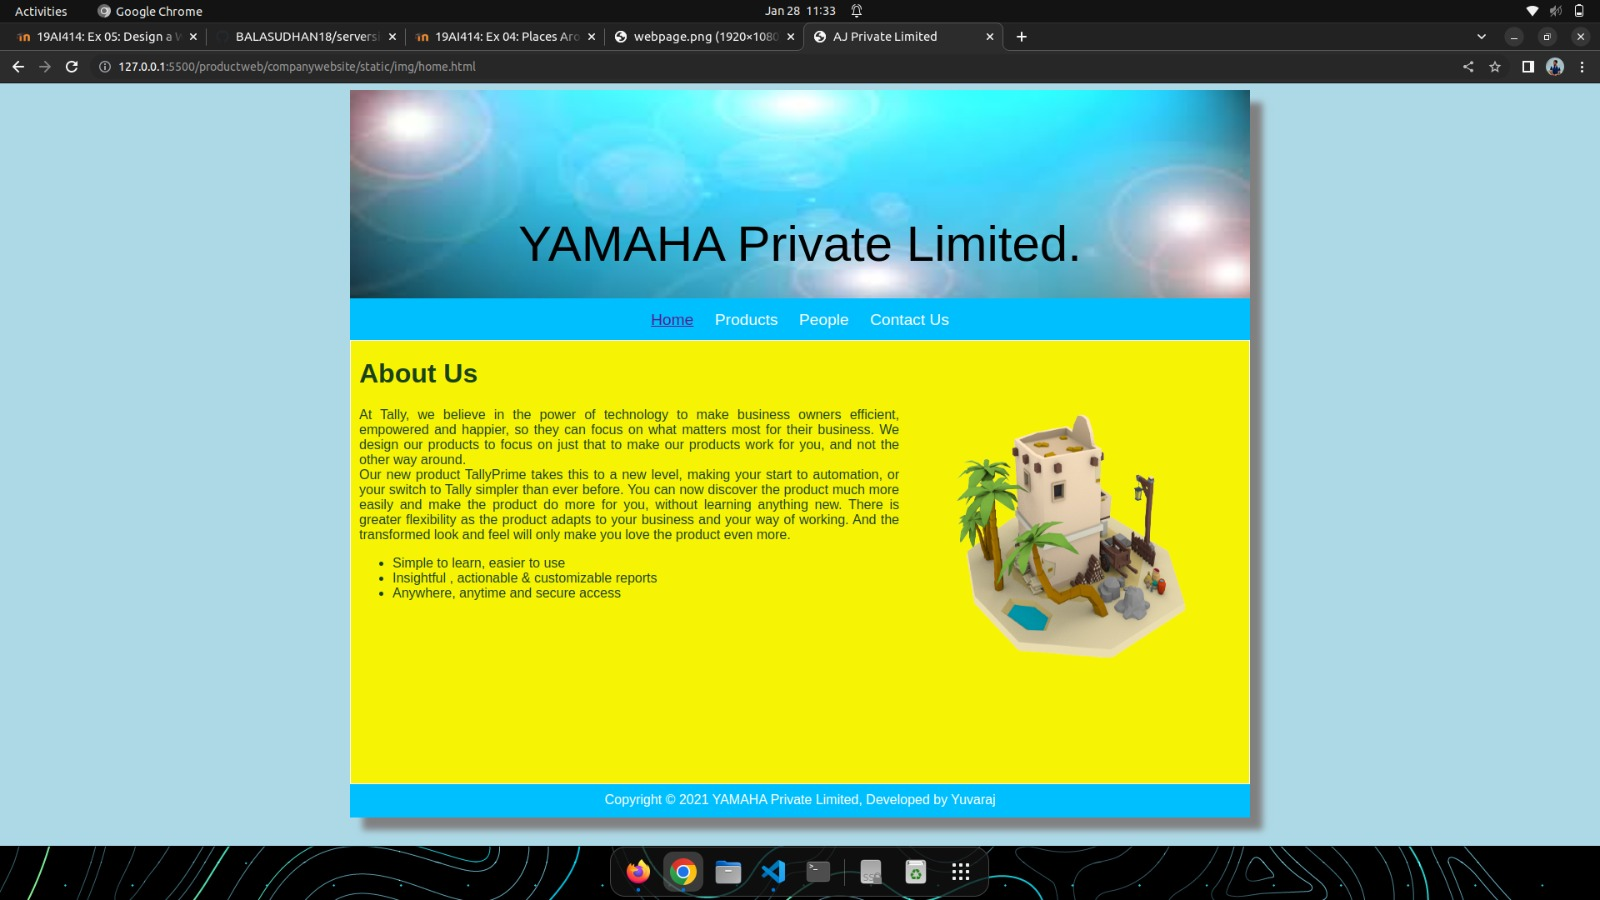 Activities Google Chrome Jan 28 11:33
19AI414: Ex 05: Design a W BALASUDHAN18/servers 19AI414: Ex 04: Places Aro webpage.png (1920×1080 AJ Private Limited
127.0.0.1:5500/productweb/companywebsite/static/img/home.html
YAMAHA Private Limited.
Home Products People Contact Us
About Us
At Tally, we believe in the power of technology to make business owners efficient,
empowered and happier, so they can focus on what matters most for their business. We
design our products to focus on just that to make our products work for you, and not the
other way around.
Our new product TallyPrime takes this to a new level, making your start to automation, or
your switch to Tally simpler than ever before. You can now discover the product much more
easily and make the product do more for you, without learning anything new. There is
greater flexibility as the product adapts to your business and your way of working. And the
transformed look and feel will only make you love the product even more.
• Simple to learn, easier to use
• Insightful , actionable & customizable reports
• Anywhere, anytime and secure access
Copyright © 2021 YAMAHA Private Limited, Developed by Yuvaraj